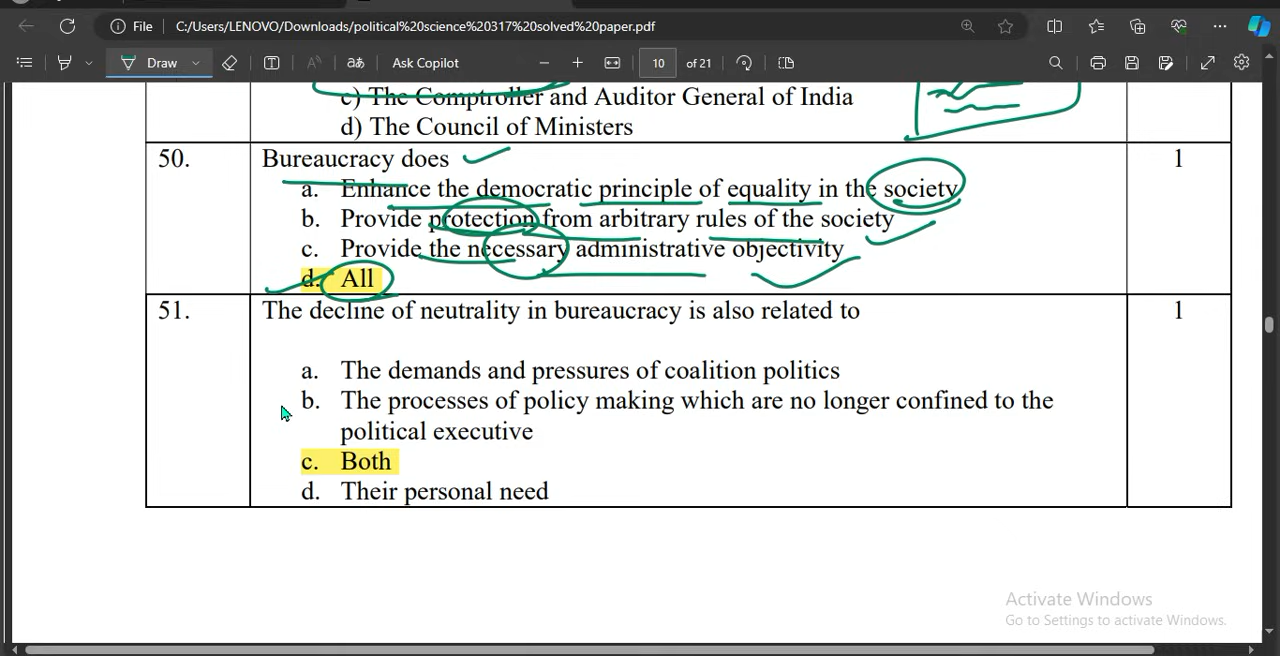 File C:/Users/LENOVO/Downloads/political%20science%20317%20solved%20paper.pdf
Draw aあ Ask Copilot 10 of 21
c) The Comptroller and Auditor General of India
d) The Council of Ministers
50. Bureaucracy does 1
a. Enhance the democratic principle of equality in the society
b. Provide protection from arbitrary rules of the society
c. Provide the necessary administrative objectivity
d. All
51. The decline of neutrality in bureaucracy is also related to 1
a. The demands and pressures of coalition politics
b. The processes of policy making which are no longer confined to the
political executive
c. Both
d. Their personal need
Activate Windows
Go to Settings to activate Windows.